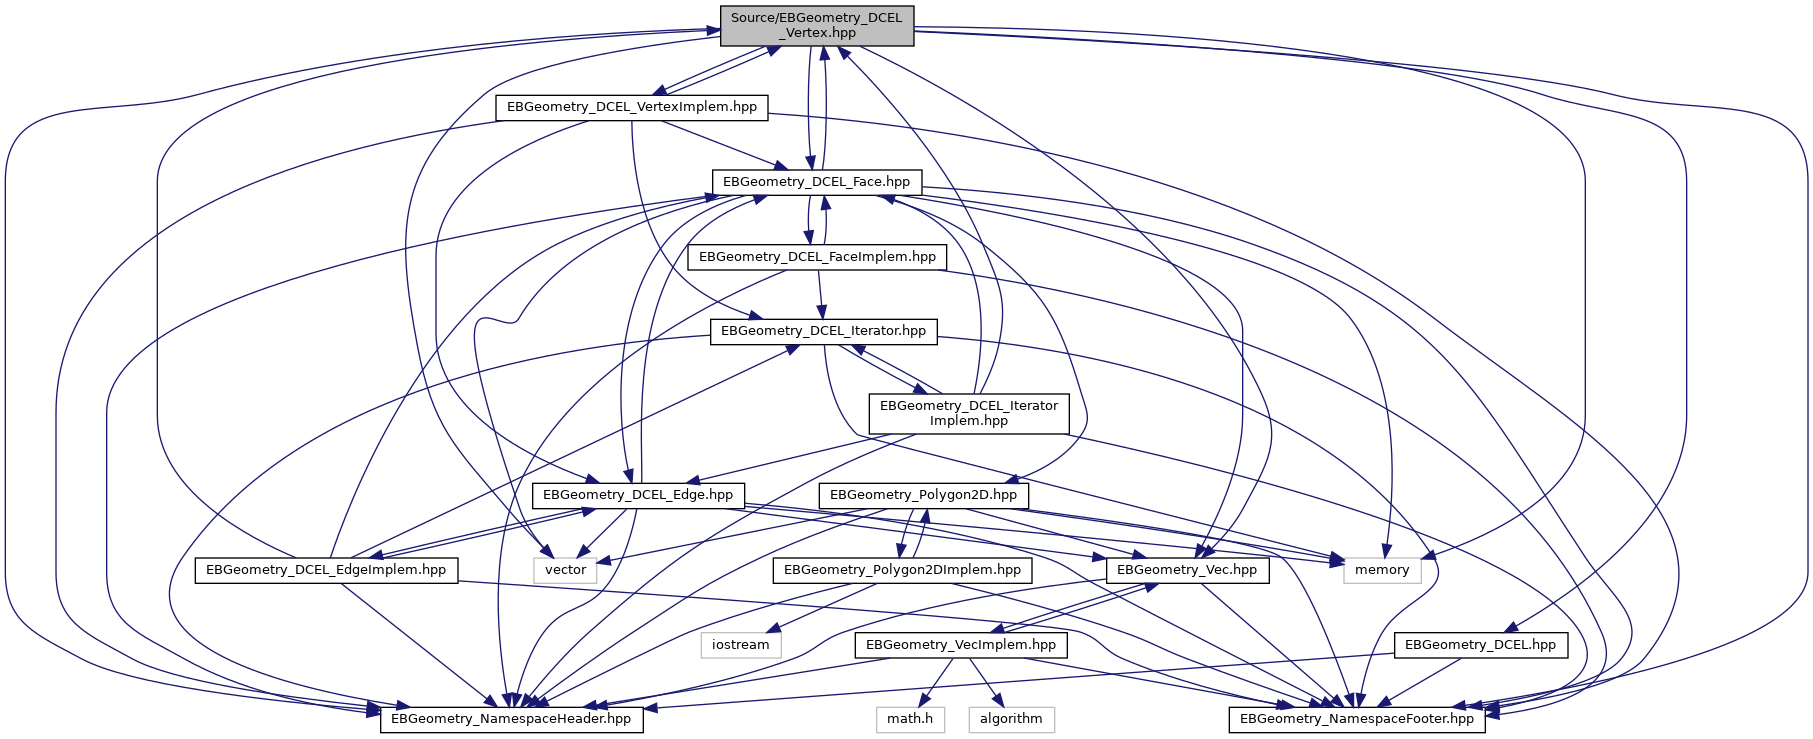 Source/EBGeometry_DCEL
_Vertex.hpp
EBGeometry_DCEL_VertexImplem.hpp
EBGeometry_DCEL_Face.hpp
EBGeometry_DCEL_FaceImplem.hpp
EBGeometry_DCEL_Iterator.hpp
EBGeometry_DCEL_Iterator
Implem.hpp
EBGeometry_DCEL_Edge.hpp
EBGeometry_Polygon2D.hpp
EBGeometry_DCEL_EdgeImplem.hpp
vector
EBGeometry_Polygon2DImplem.hpp
EBGeometry_Vec.hpp
memory
iostream
EBGeometry_VecImplem.hpp
EBGeometry_DCEL.hpp
EBGeometry_NamespaceHeader.hpp
math.h
algorithm
EBGeometry_NamespaceFooter.hpp